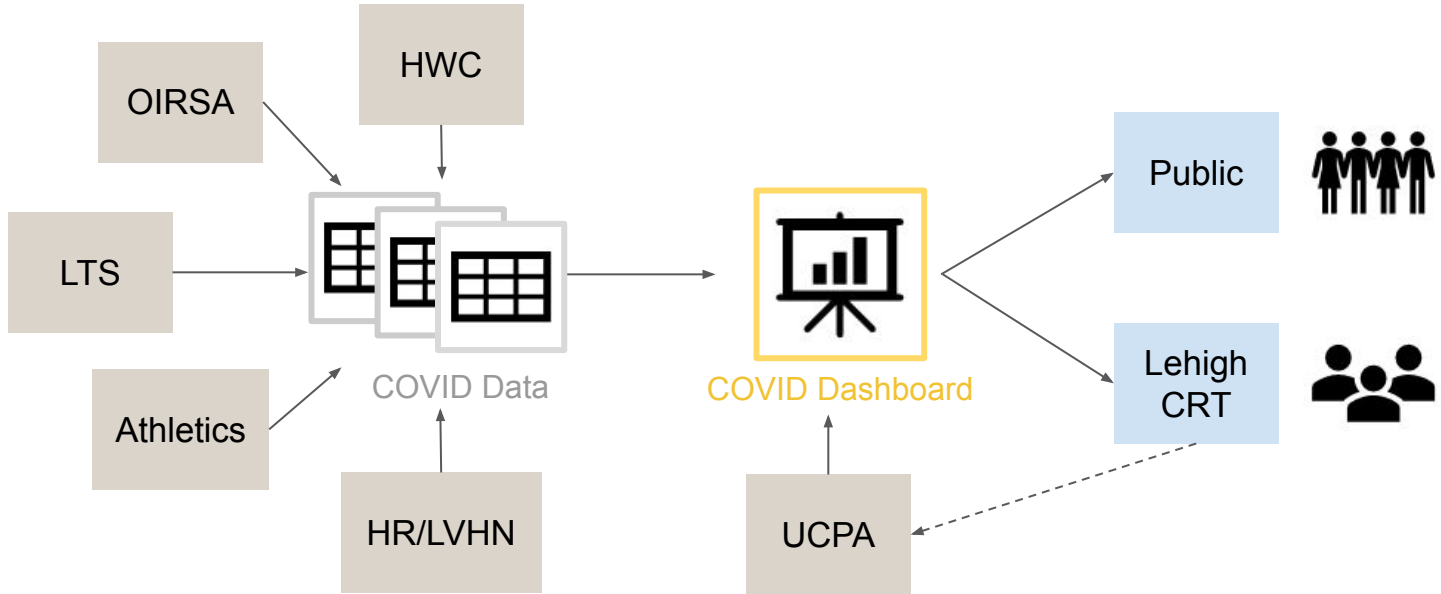 HWC
OIRSA
LTS
Athletics
HR/LVHN
COVID Data
COVID Dashboard
UCPA
Public
Lehigh
CRT